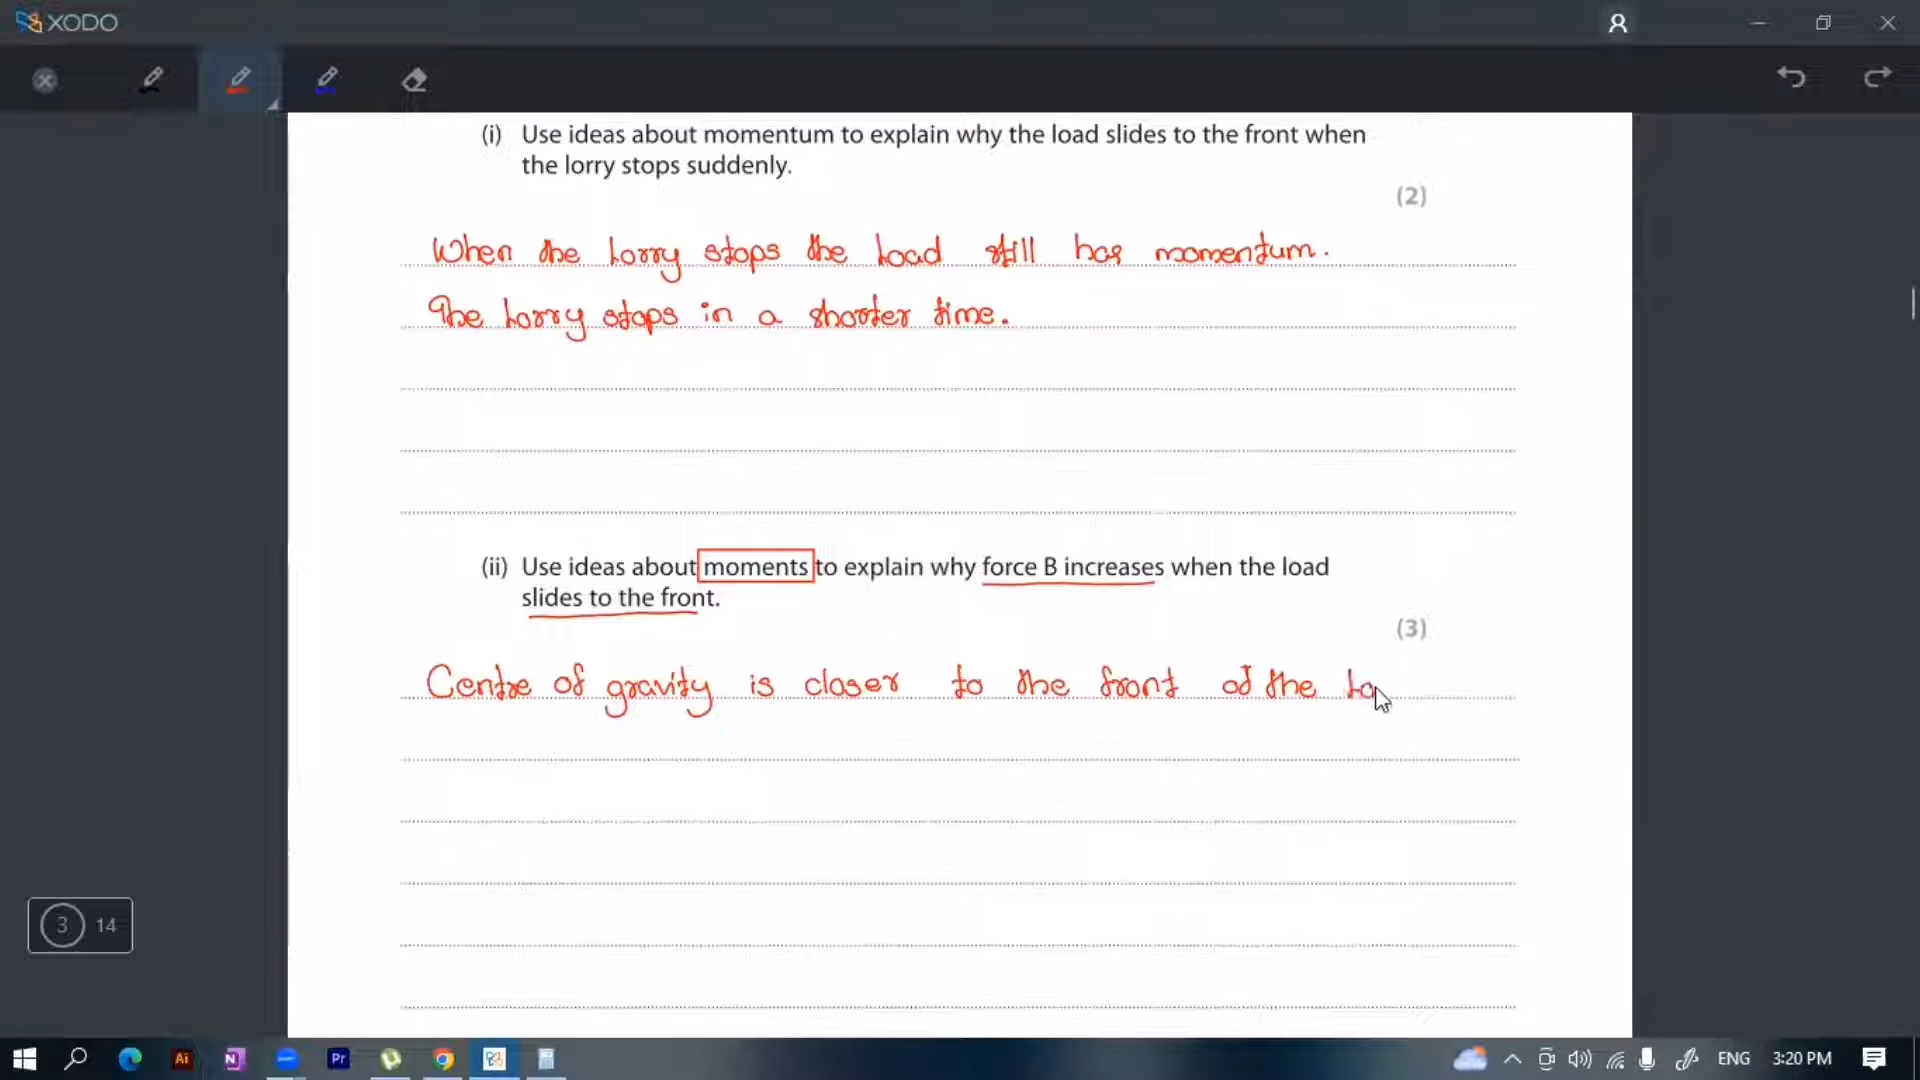 XODO
(i) Use ideas about momentum to explain why the load slides to the front when
the lorry stops suddenly.
(2)
When the lorry stops the load still has momentum.
The lorry stops in a shorter time.
(ii) Use ideas about moments to explain why force B increases when the load
slides to the front.
(3)
Centre of gravity is closer to the front of the lo
3 14
ENG 3:20 PM